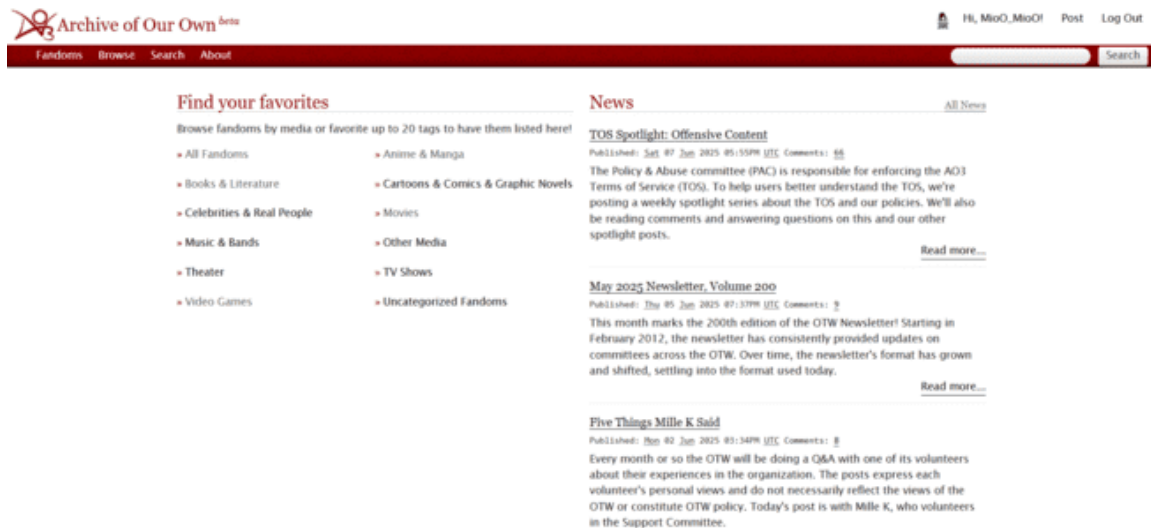 Archive of Our Own beta
Hi, MioO_MioO! Post Log Out
Fandoms Browse Search About
Search
Find your favorites
Browse fandoms by media or favorite up to 20 tags to have them listed here!
» All Fandoms
» Anime & Manga
» Books & Literature
» Cartoons & Comics & Graphic Novels
» Celebrities & Real People
» Movies
» Music & Bands
» Other Media
» Theater
» TV Shows
» Video Games
» Uncategorized Fandoms
News
All News
TOS Spotlight: Offensive Content
Published: Sat 07 Jun 2025 05:55PM UTC Comments: 66
The Policy & Abuse committee (PAC) is responsible for enforcing the AO3
Terms of Service (TOS). To help users better understand the TOS, we're
posting a weekly spotlight series about the TOS and our policies. We'll also
be reading comments and answering questions on this and our other
spotlight posts.
Read more...
May 2025 Newsletter, Volume 200
Published: Thu 05 Jun 2025 07:37PM UTC Comments: 9
This month marks the 200th edition of the OTW Newsletter! Starting in
February 2012, the newsletter has consistently provided updates on
committees across the OTW. Over time, the newsletter's format has grown
and shifted, settling into the format used today.
Read more...
Five Things Mille K Said
Published: Mon 02 Jun 2025 03:34PM UTC Comments: 8
Every month or so the OTW will be doing a Q&A with one of its volunteers
about their experiences in the organization. The posts express each
volunteer's personal views and do not necessarily reflect the views of the
OTW or constitute OTW policy. Today's post is with Mille K, who volunteers
in the Support Committee.